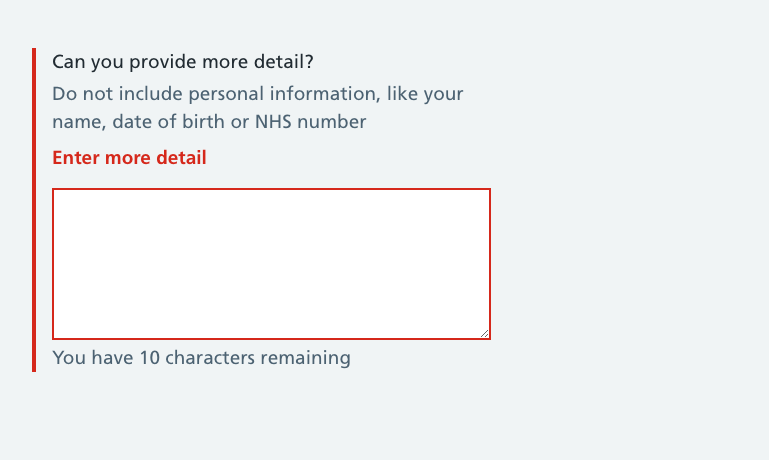 Can you provide more detail?
Do not include personal information, like your
name, date of birth or NHS number
Enter more detail
You have 10 characters remaining